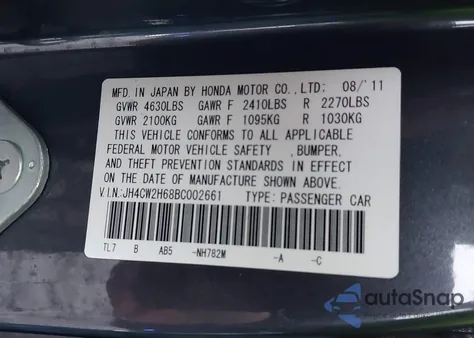 MFD. IN JAPAN BY HONDA MOTOR CO.,LTD: 08/'11
GVWR 4630LBS GAWR F 2410LBS R 2270LBS
GVWR 2100KG GAWR F 1095KG R 1030KG
THIS VEHICLE CONFORMS TO ALL APPLICABLE
FEDERAL MOTOR VEHICLE SAFETY ,BUMPER,
AND THEFT PREVENTION STANDARDS IN EFFECT
ON THE DATE OF MANUFACTURE SHOWN ABOVE.
V.I.N.:JH4CW2H68BC002661 TYPE: PASSENGER CAR
TL7 B AB5 -NH782M -A -C
autoSnap